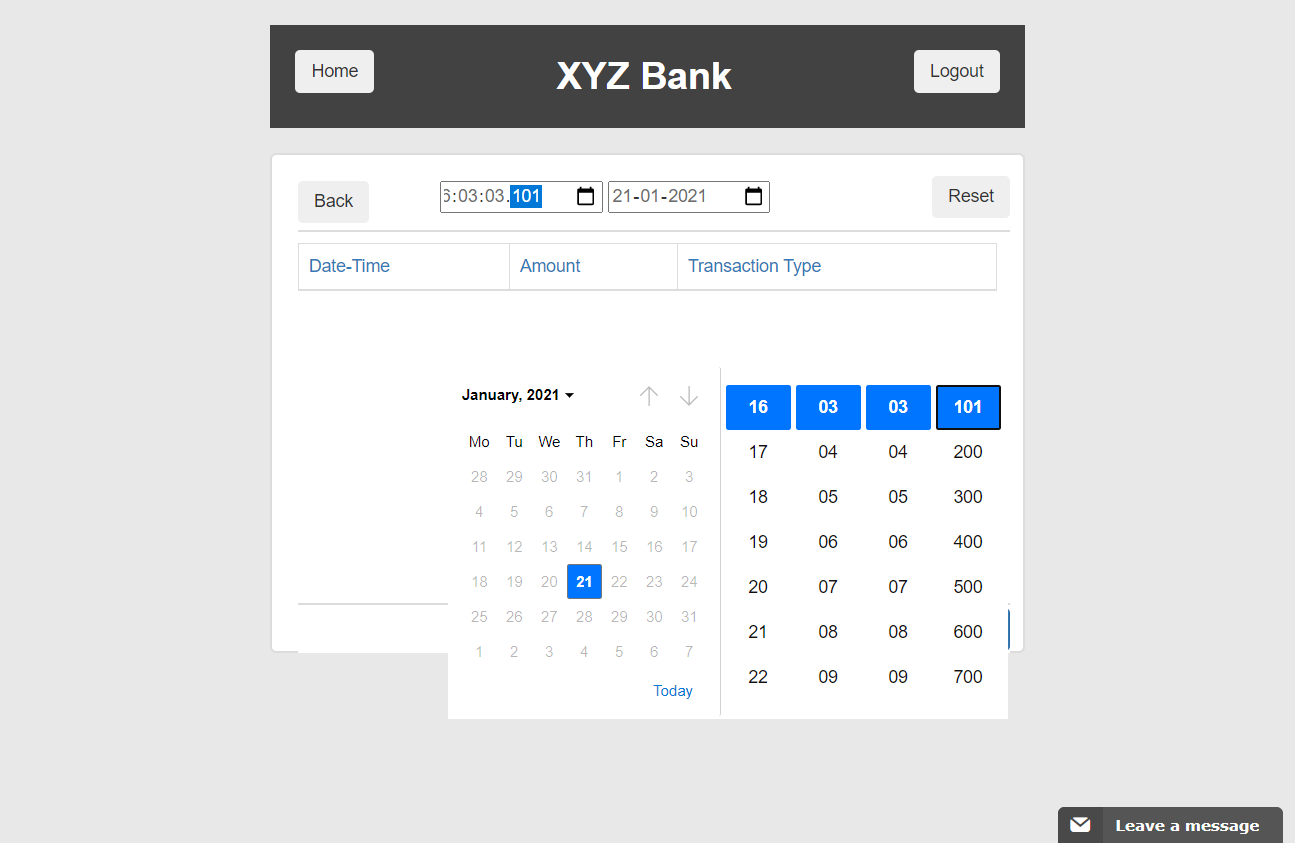 Home XYZ Bank Logout
Back 6:03:03.101 21-01-2021 Reset
Date-Time Amount Transaction Type
January, 2021
Mo Tu We Th Fr Sa Su
28 29 30 31 1 2 3
4 5 6 7 8 9 10
11 12 13 14 15 16 17
18 19 20 21 22 23 24
25 26 27 28 29 30 31
1 2 3 4 5 6 7
Today
16 03 03 101
17 04 04 200
18 05 05 300
19 06 06 400
20 07 07 500
21 08 08 600
22 09 09 700
Leave a message